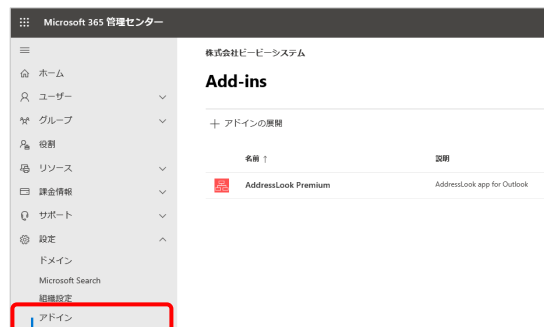 Microsoft 365 管理センター
株式会社ビービーシステム
Add-ins
アドインの展開
名前 ↑
説明
AddressLook Premium
AddressLook app for Outlook
ホーム
ユーザー
グループ
役割
リソース
課金情報
サポート
設定
ドメイン
Microsoft Search
組織設定
アドイン